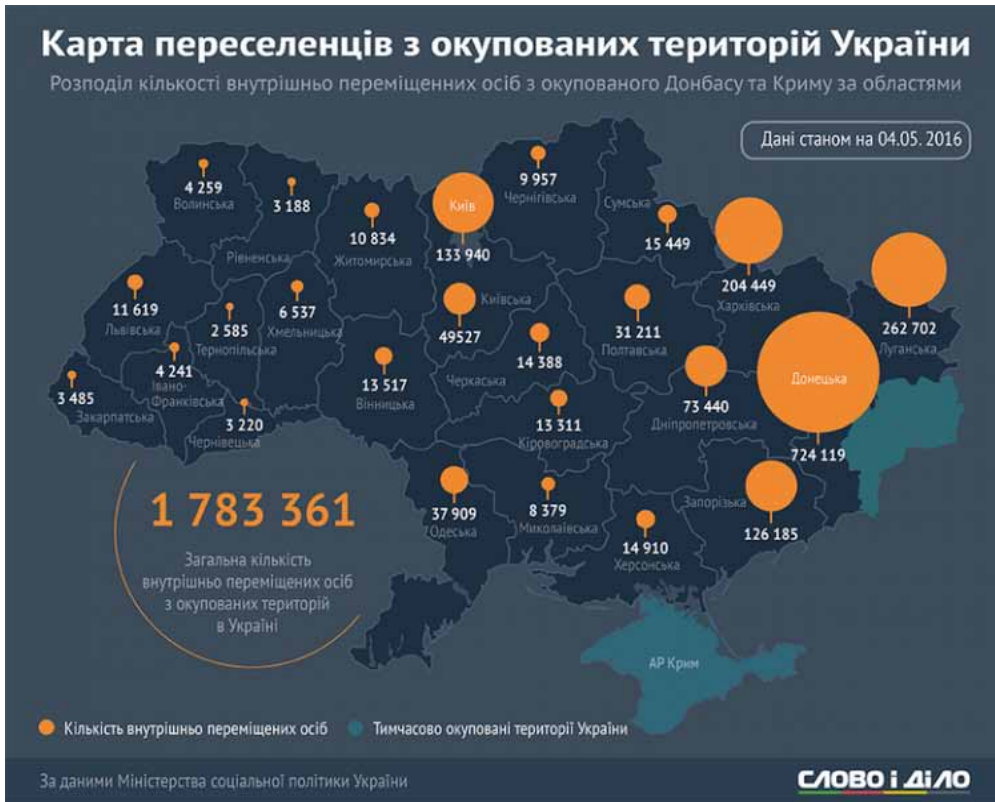 Карта переселенців з окупованих територій України
Розподіл кількості внутрішньо переміщенних осіб з окупованого Донбасу та Криму за областями
Дані станом на 04.05. 2016
4 259
Волинська
3 188
Рівненська
10 834
Житомирська
Київ
133 940
9 957
Чернігівська
Сумська
15 449
204 449
Харківська
262 702
Луганська
11 619
Львівська
2 585
Тернопільська
6 537
Хмельницька
Київська
49527
14 388
Черкаська
31 211
Полтавська
Донецька
724 119
3 485
Закарпатська
4 241
Івано-
Франківська
3 220
Чернівецька
13 517
Вінницька
13 311
Кіровоградська
73 440
Дніпропетровська
37 909
Одеська
8 379
Миколаївська
14 910
Херсонська
Запорізька
126 185
1 783 361
Загальна кількість
внутрішньо переміщених осіб
з окупованих територій
в Україні
АР Крим
Кількість внутрішньо переміщених осіб
Тимчасово окуповані території України
За даними Міністерства соціальної політики України
СЛОВО і ДІЛО